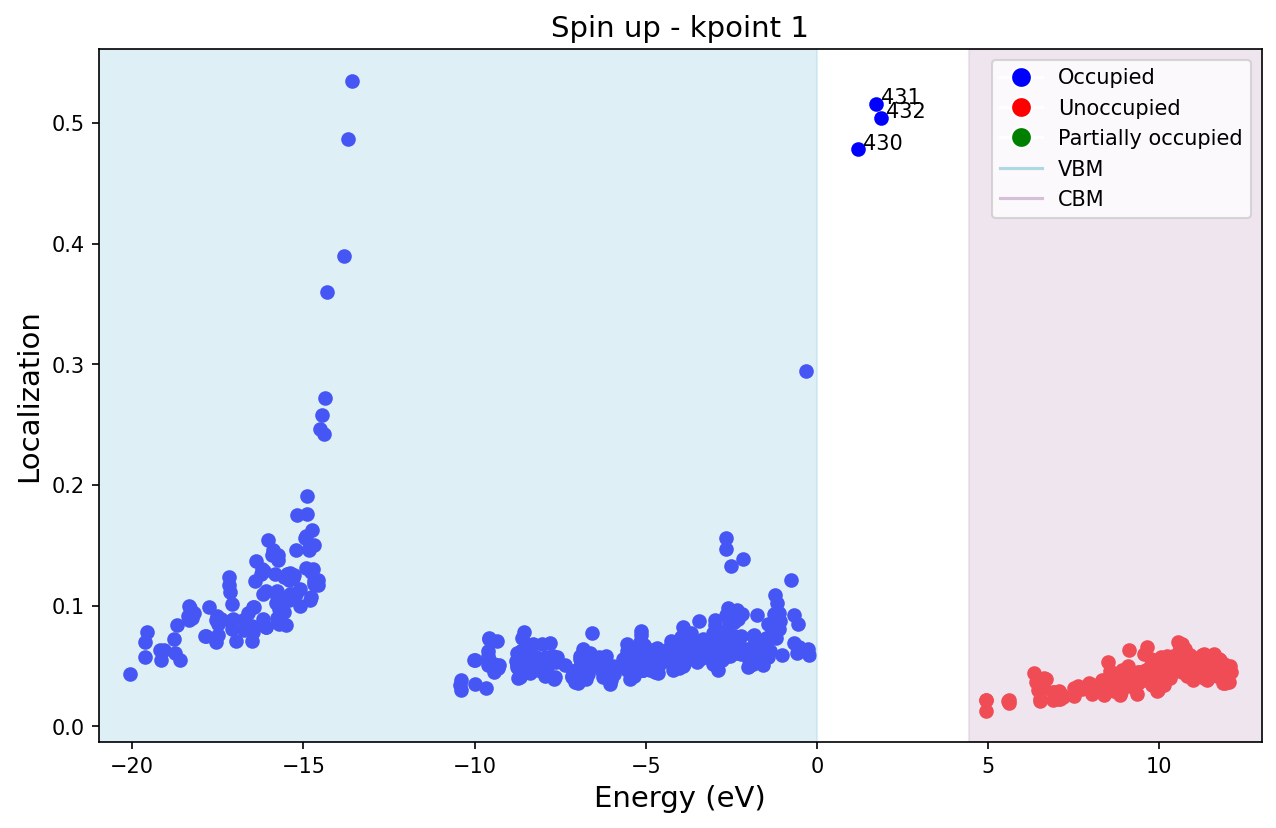 Spin up - kpoint 1
Localization
0.5
0.4
0.3
0.2
0.1
0.0
431
432
430
Occupied
Unoccupied
Partially occupied
VBM
CBM
−20 −15 −10 −5 0 5 10
Energy (eV)